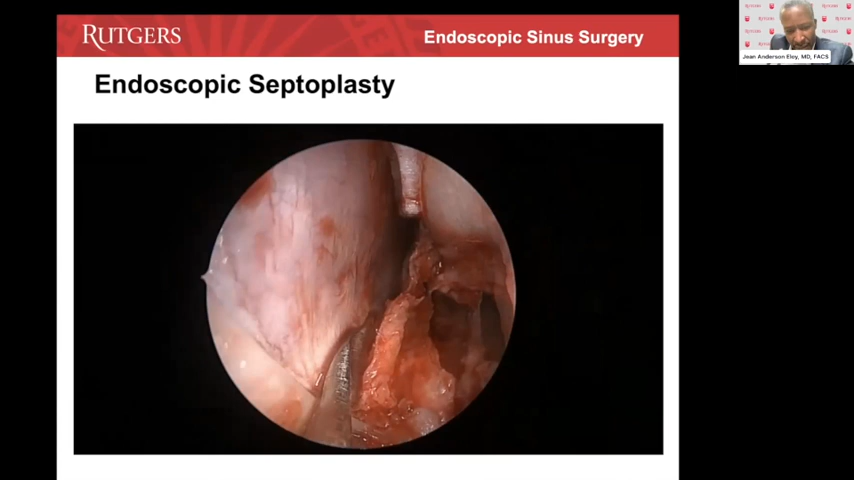 RUTGERS
Endoscopic Sinus Surgery
Endoscopic Septoplasty
Jean Anderson Eloy, MD, FACS